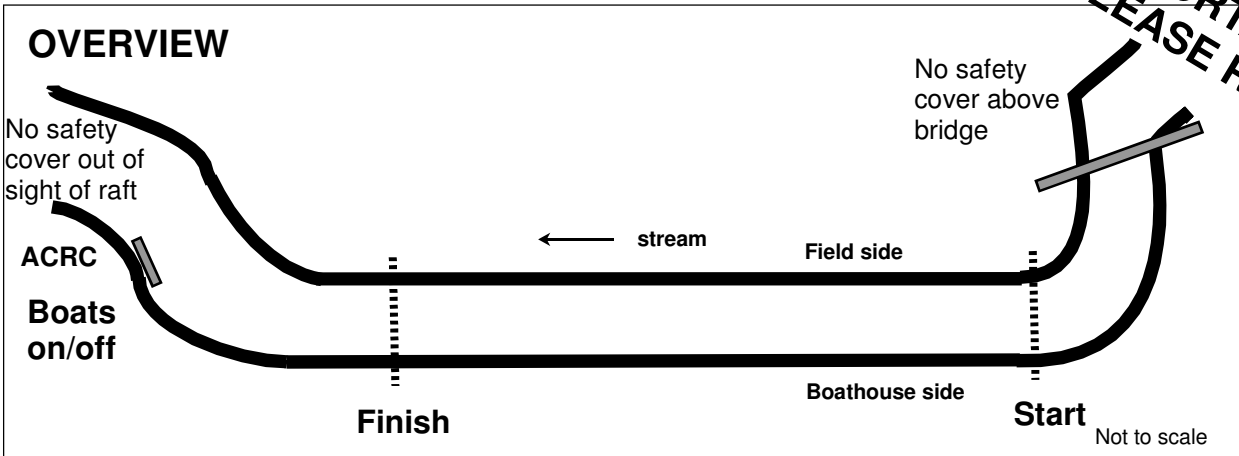 OVERVIEW
No safety
cover above
bridge
No safety
cover out of
sight of raft
stream
Field side
ACRC
Boats
on/off
Boathouse side
Finish
Start
Not to scale